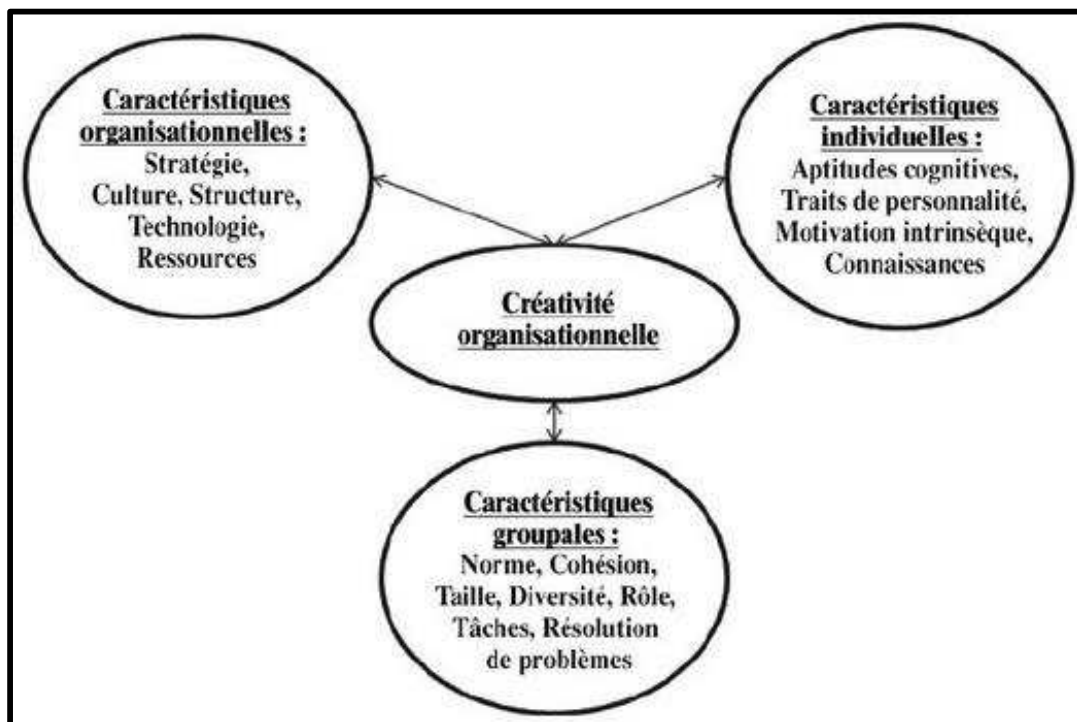 Caractéristiques
organisationnelles :
Stratégie,
Culture, Structure,
Technologie,
Ressources
Caractéristiques
individuelles :
Aptitudes cognitives,
Traits de personnalité,
Motivation intrinsèque,
Connaissances
Créativité
organisationnelle
Caractéristiques
groupales :
Norme, Cohésion,
Taille, Diversité, Rôle,
Tâches, Résolution
de problèmes